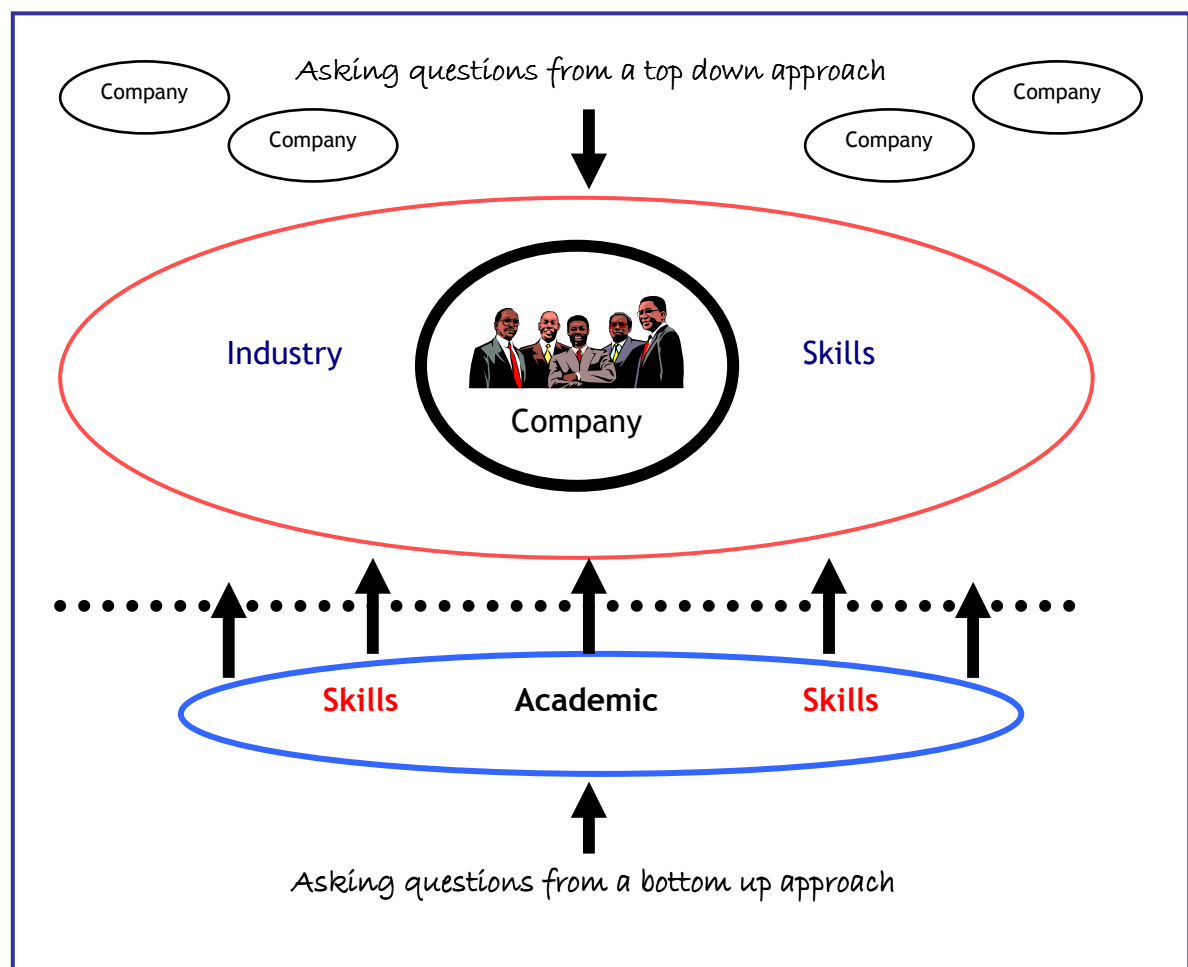 Asking questions from a top down approach
Company
Company
Company
Company
Industry
Skills
Company
Skills Academic Skills
Asking questions from a bottom up approach